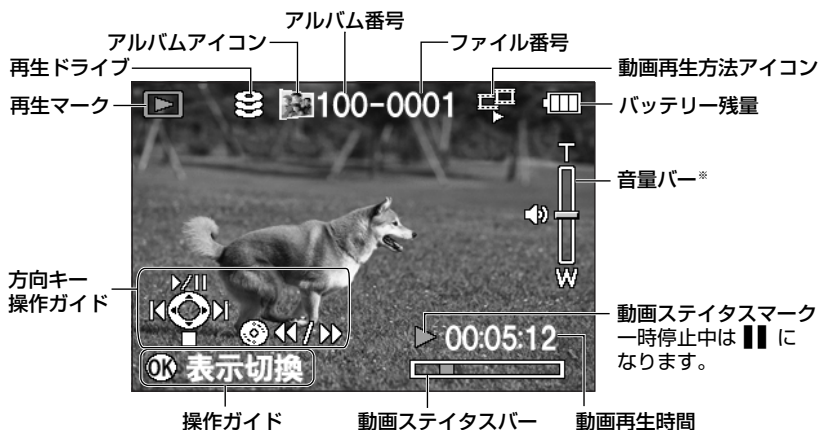 アルバム番号
アルバムアイコン
ファイル番号
再生ドライブ
動画再生方法アイコン
再生マーク
100-0001
バッテリー残量
T
音量バー※
W
方向キー
操作ガイド
動画ステイタスマーク
一時停止中は ▮▮ に
なります。
00:05:12
OK 表示切換
操作ガイド
動画ステイタスバー
動画再生時間